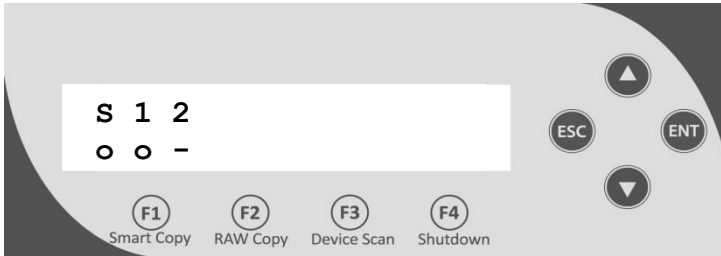 S 1 2
o o -
ESC
ENT
F1 F2 F3 F4
Smart Copy RAW Copy Device Scan Shutdown